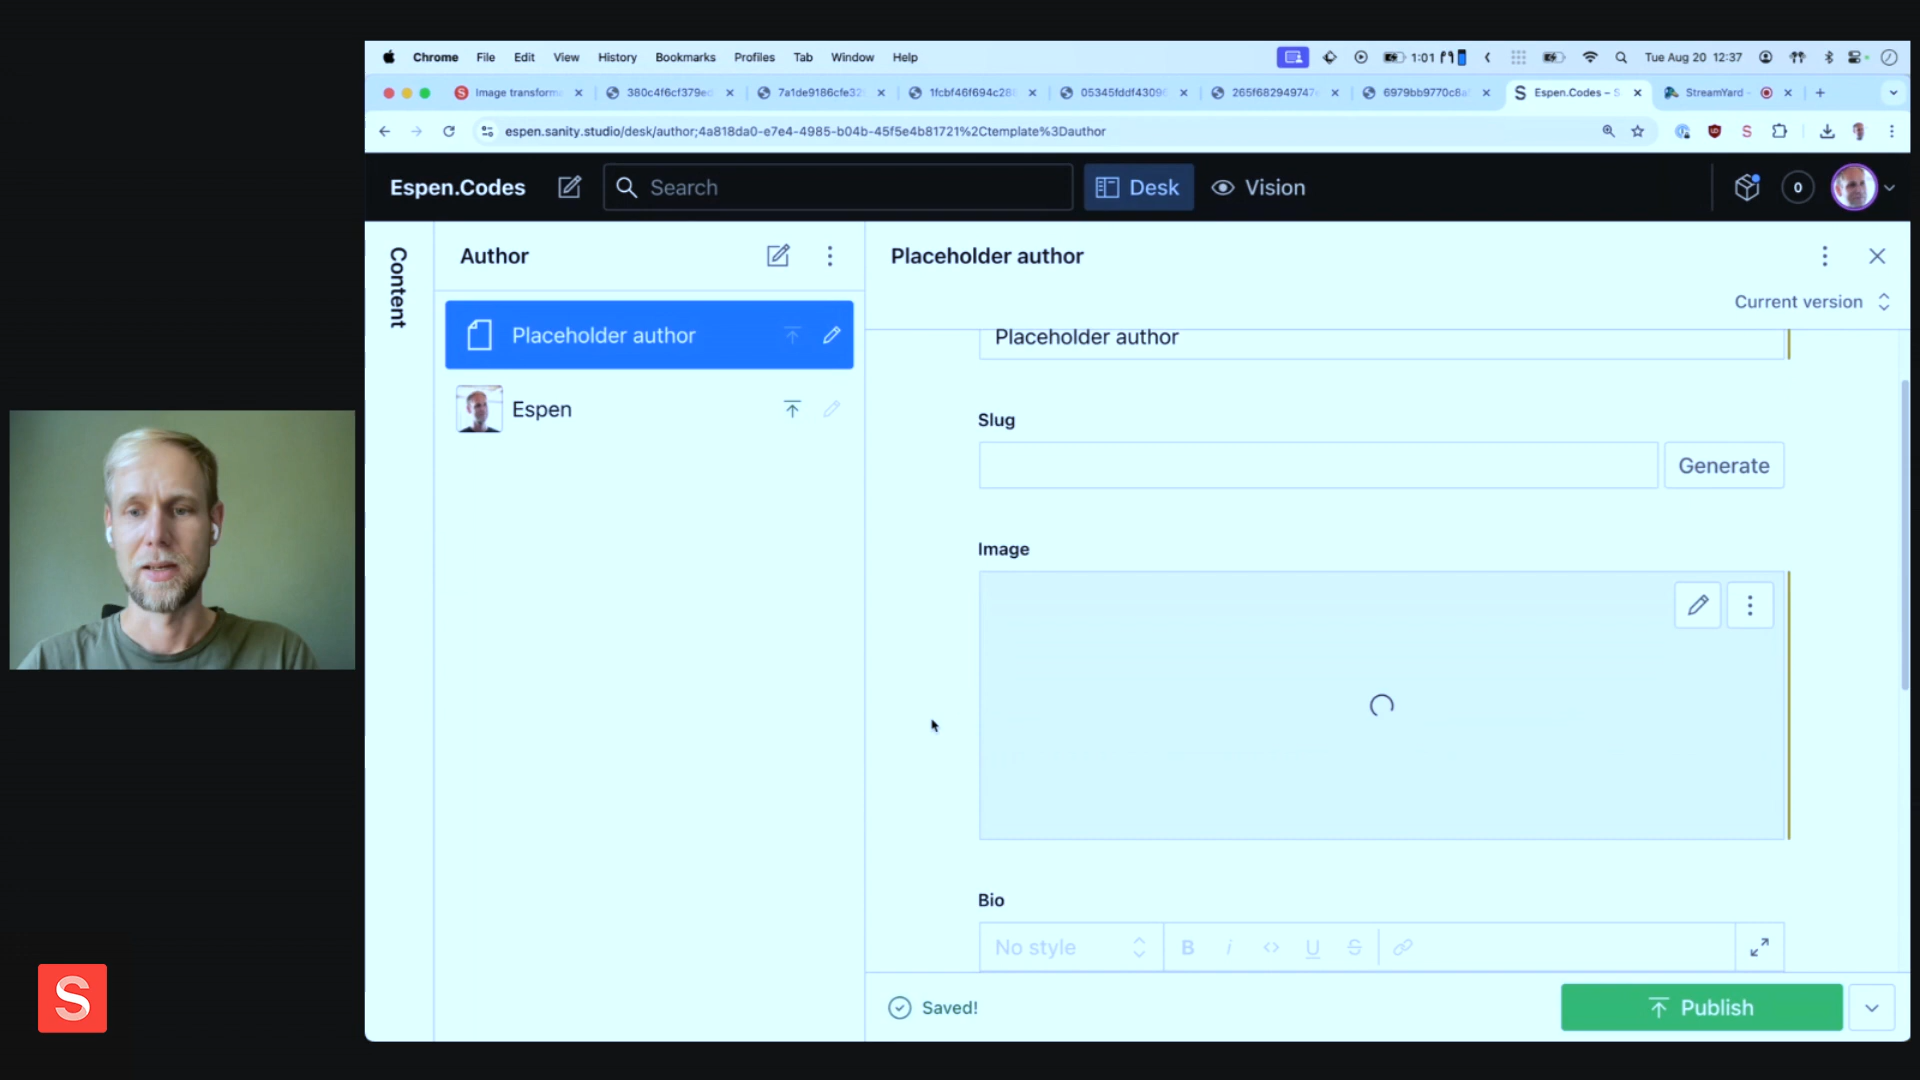 Chrome File Edit View History Bookmarks Profiles Tab Window Help 1:01 Tue Aug 20 12:37
Image transforma 380c4f6cf379ed 7a1de9186cfe32 1fcbf46f694c28 05345fddf4309 265f682949747 6979bb9770c8a Espen.Codes – S StreamYard -
espen.sanity.studio/desk/author;4a818da0-e7e4-4985-b04b-45f5e4b81721%2Ctemplate%3Dauthor
Espen.Codes Search Desk Vision 0
Content
Author
Placeholder author
Espen
Placeholder author
Current version
Placeholder author
Slug
Generate
Image
Bio
No style B i <> U S
Saved! Publish
S